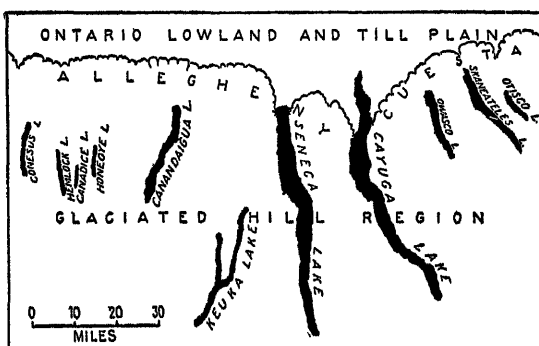 ONTARIO LOWLAND AND TILL PLAIN
ALLEGHENY CUESTA
CONESUS L.
HEMLOCK L.
CANADICE L.
HONEOYE L.
CANANDAIGUA L.
SENECA LAKE
CAYUGA LAKE
OWASCO L.
SKANEATELES L.
OTISCO L.
GLACIATED HILL REGION
KEUKA LAKE
0 10 20 30
MILES